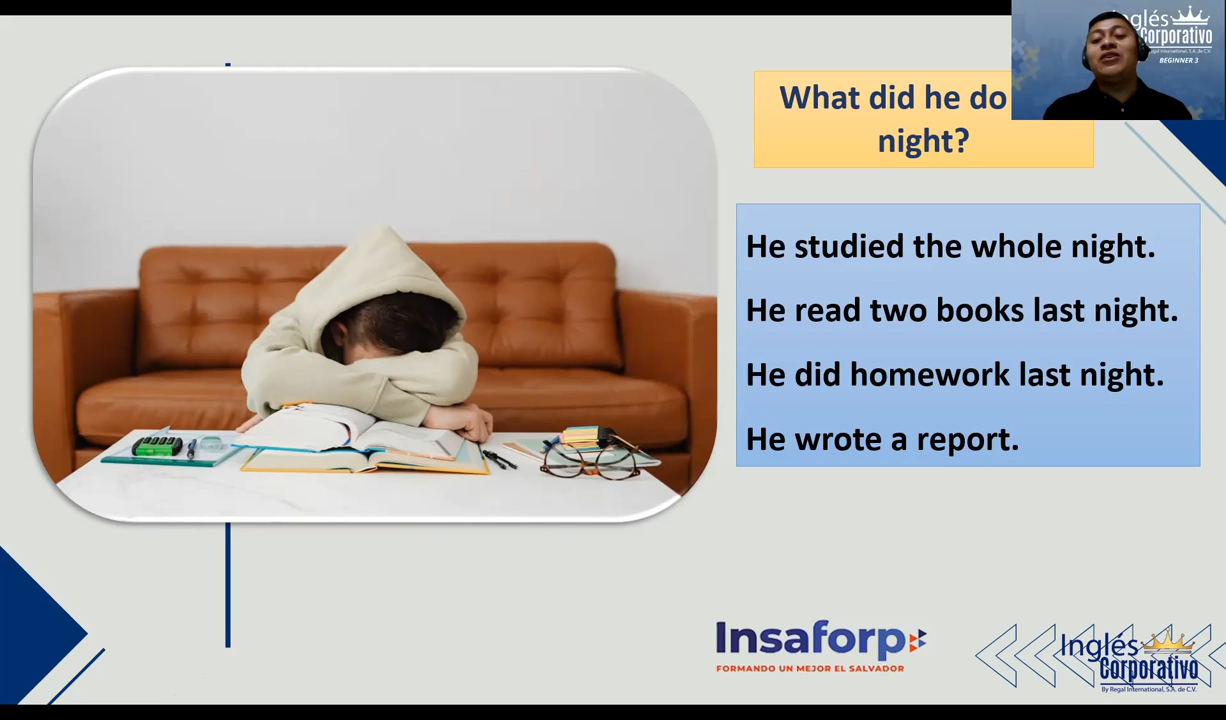 What did he do
night?
He studied the whole night.
He read two books last night.
He did homework last night.
He wrote a report.
Insaforp
FORMANDO UN MEJOR EL SALVADOR
Inglés
Corporativo
By Regal International, S.A. de C.V.
Inglés
Corporativo
BEGINNER 3